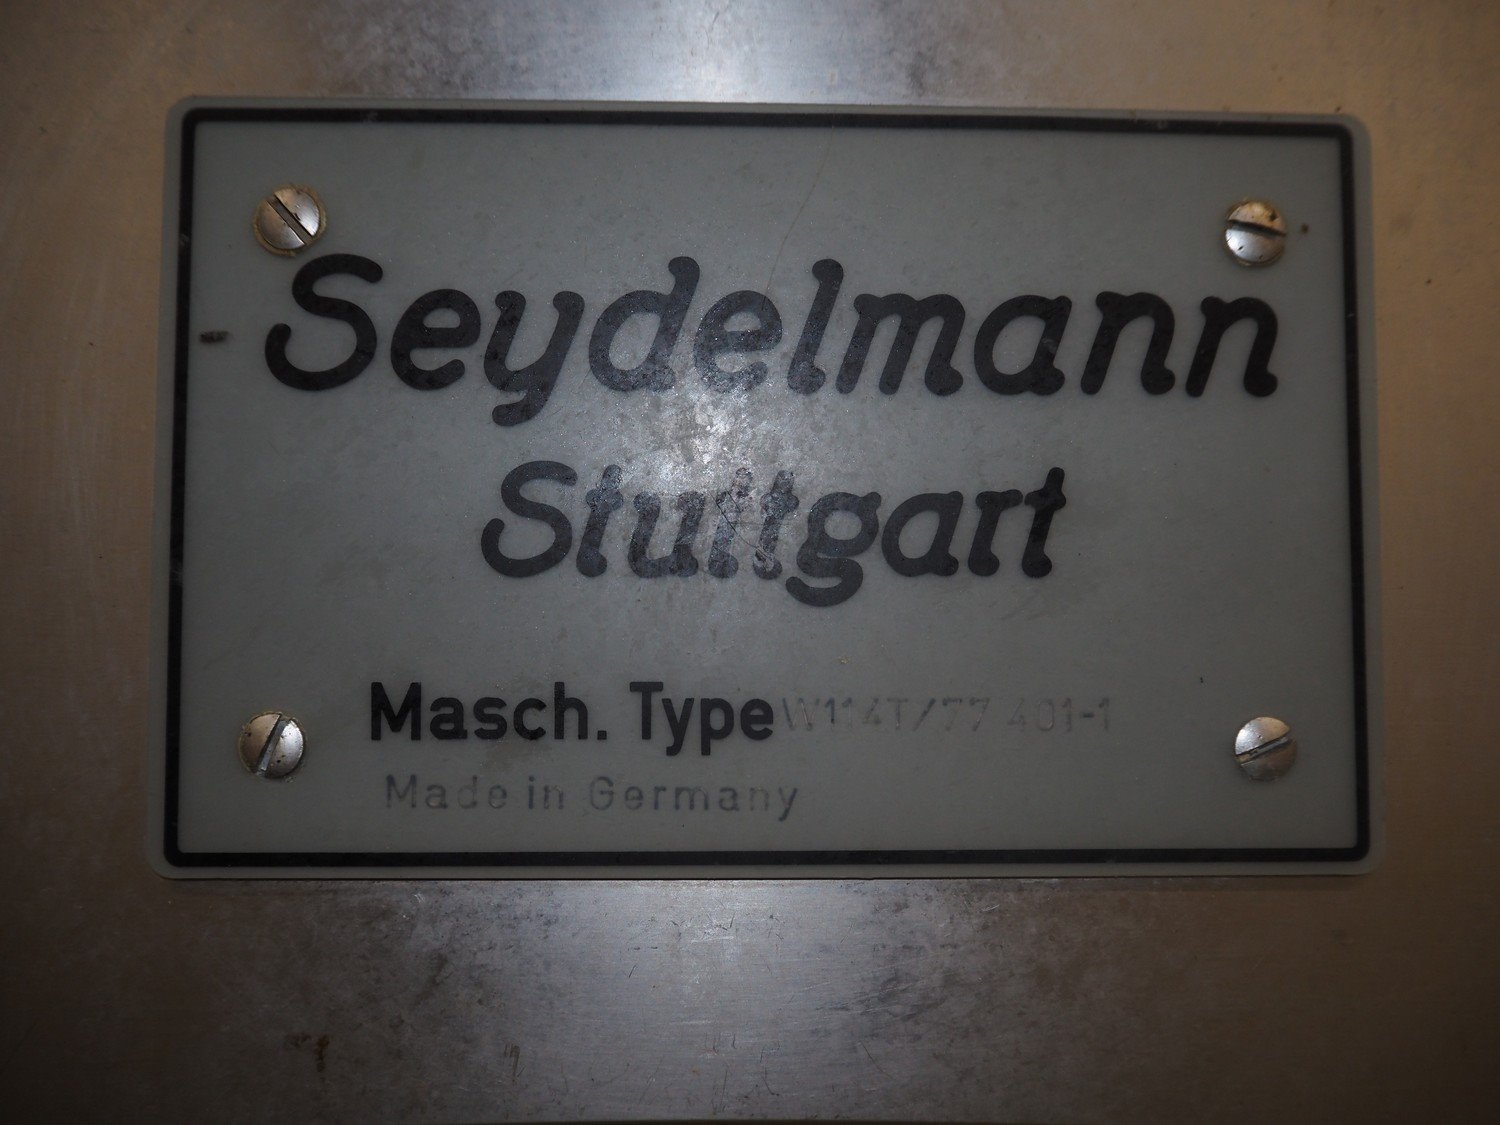 Seydelmann
Stuttgart
Masch. Type W114T/77 401-1
Made in Germany